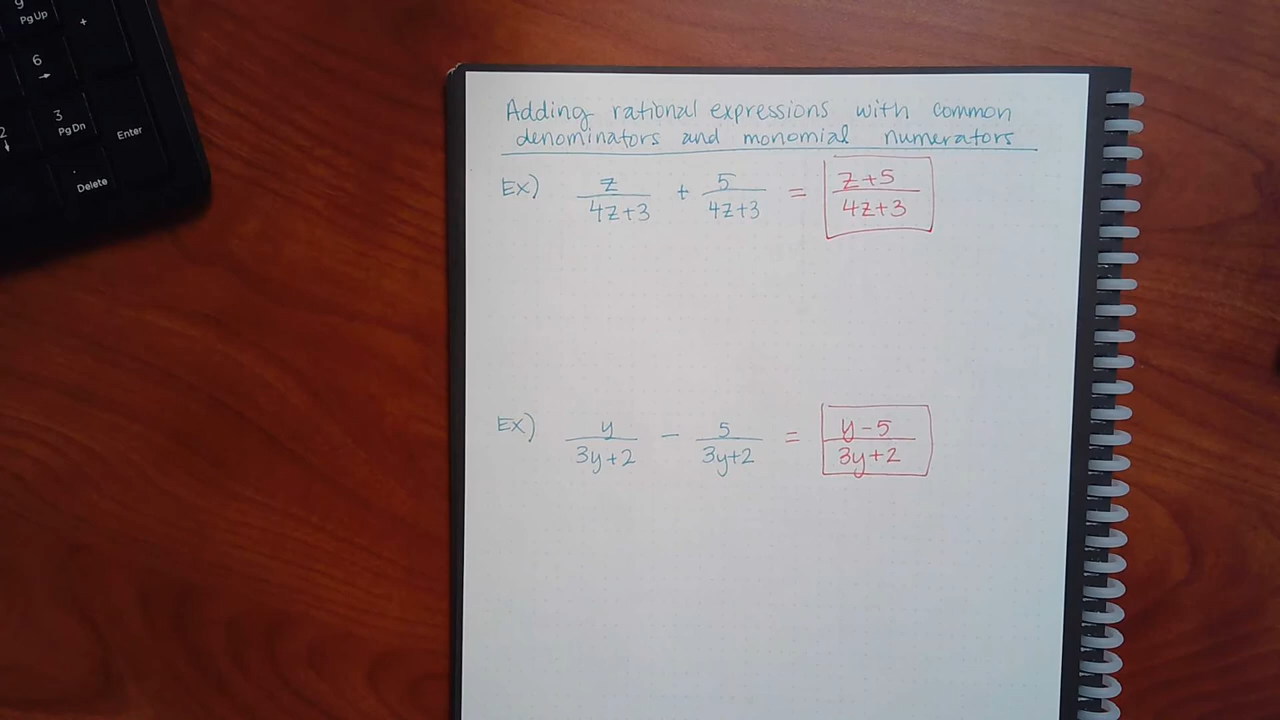 9
PgUp
+
6
→
3
PgDn
2
↓
Enter
Delete
Adding rational expressions with common
denominators and monomial numerators
Ex) z/4z+3 + 5/4z+3 = z+5/4z+3
Ex) y/3y+2 - 5/3y+2 = y-5/3y+2